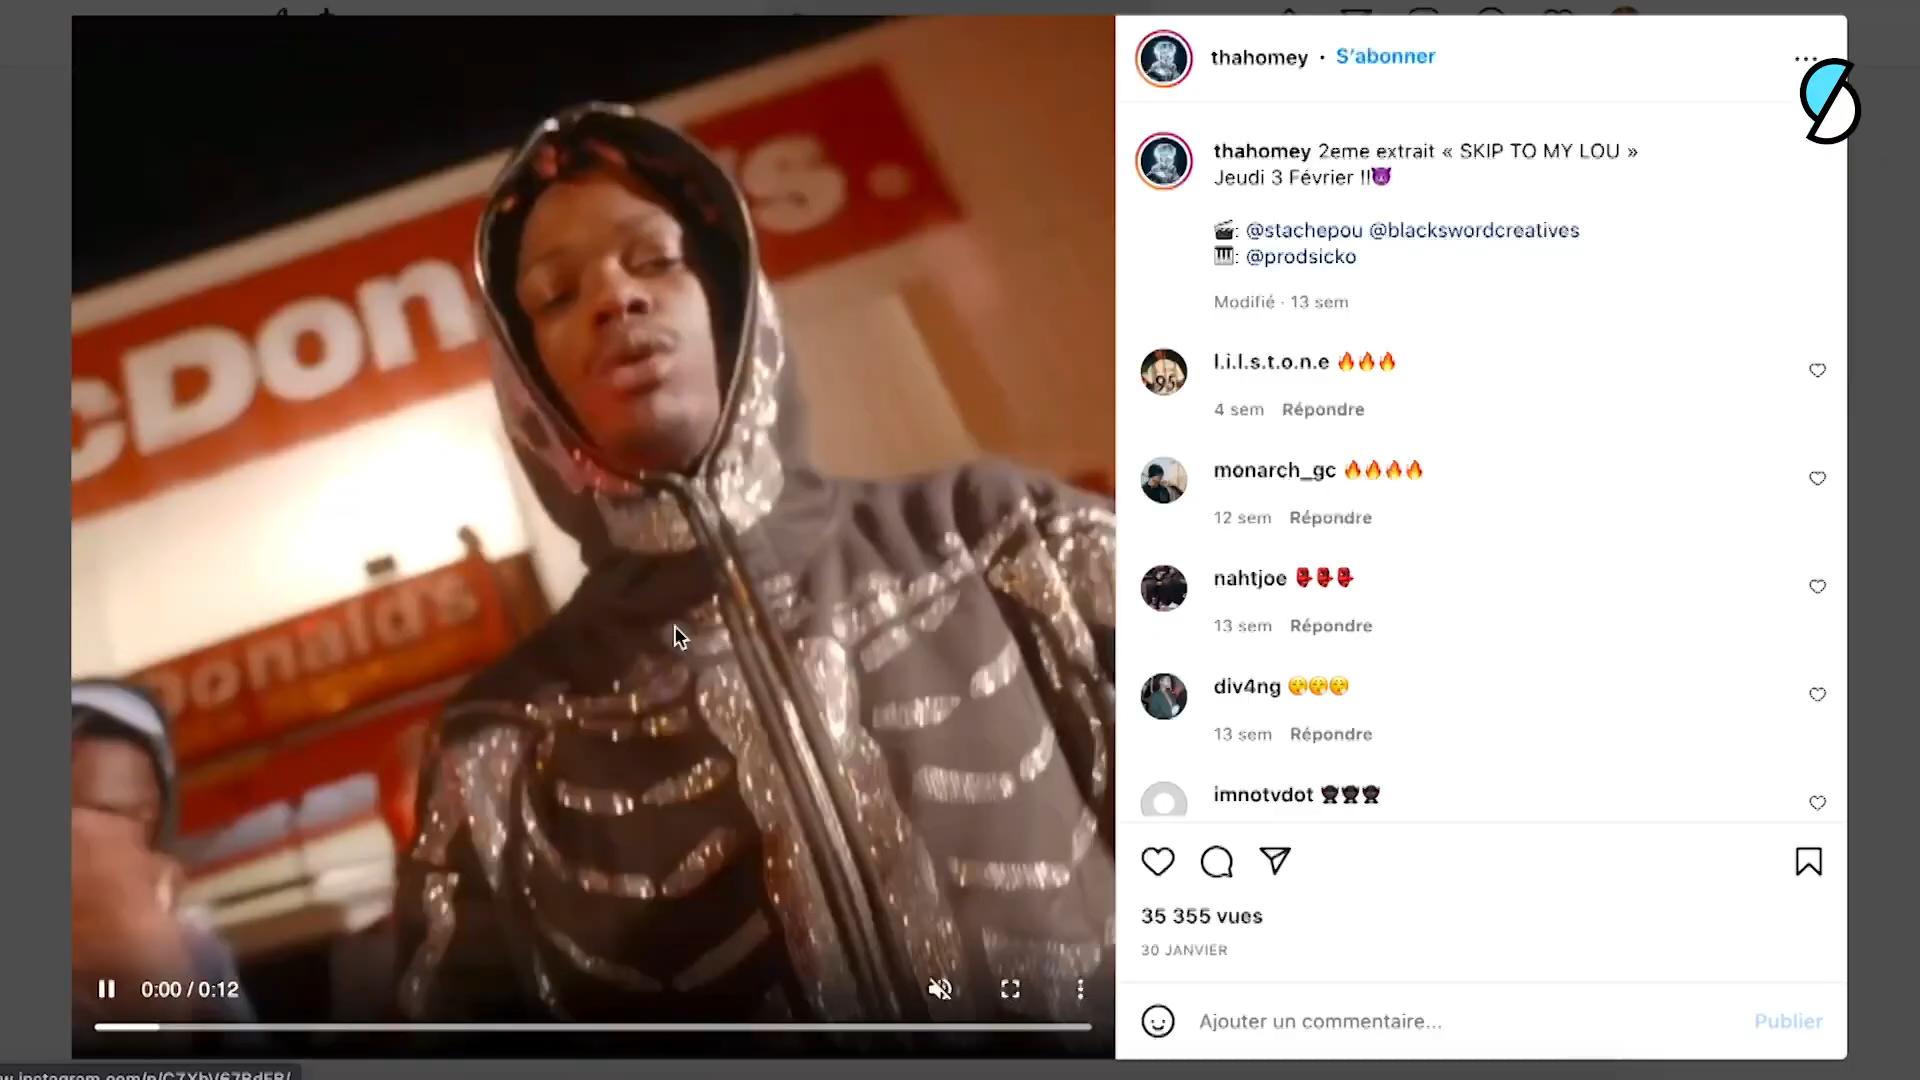 thahomey • S'abonner
thahomey 2eme extrait « SKIP TO MY LOU »
Jeudi 3 Février !!😈
🎬: @stachepou @blackswordcreatives
🎹: @prodsicko
Modifié · 13 sem
l.i.l.s.t.o.n.e 🔥🔥🔥
4 sem Répondre
monarch_gc 🔥🔥🔥🔥
12 sem Répondre
nahtjoe 👺👺👺
13 sem Répondre
div4ng 😚😚😚
13 sem Répondre
imnotvdot 🥷🏿🥷🏿🥷🏿
35 355 vues
30 JANVIER
Ajouter un commentaire... Publier
cDon
s.
Donald's
0:00 / 0:12